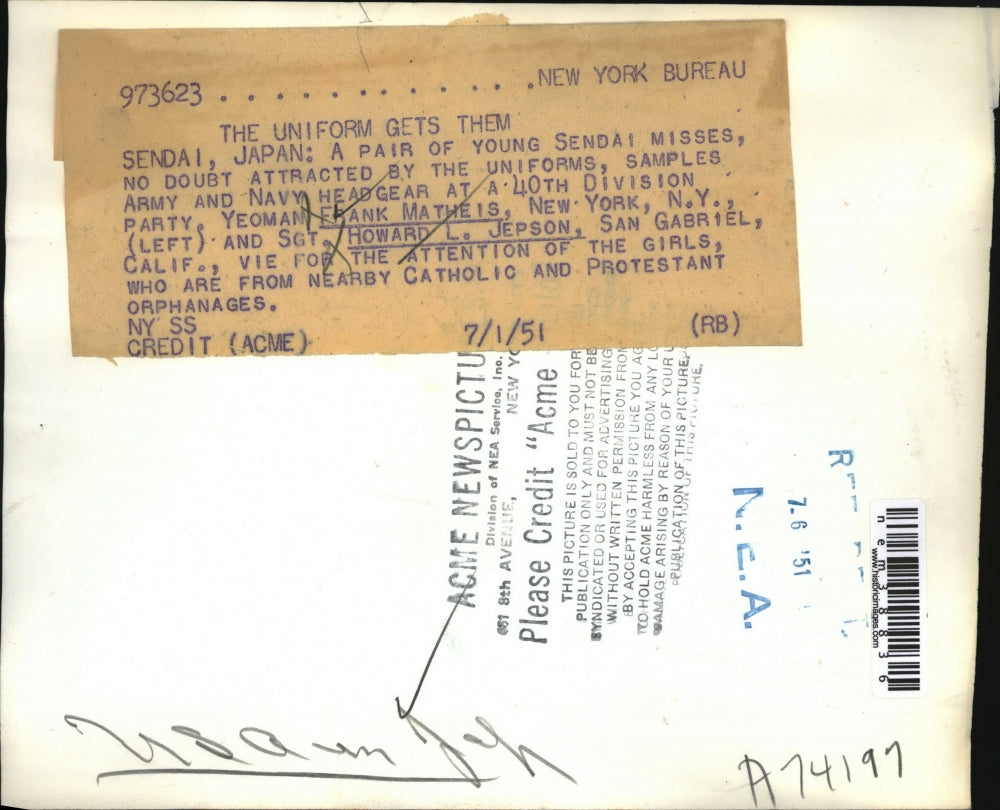 973623 . . . . . . . . . . . . .NEW YORK BUREAU
THE UNIFORM GETS THEM
SENDAI, JAPAN: A PAIR OF YOUNG SENDAI MISSES,
NO DOUBT ATTRACTED BY THE UNIFORMS, SAMPLES
ARMY AND NAVY HEADGEAR AT A 40TH DIVISION
PARTY, YEOMAN FRANK MATHEIS, NEW YORK, N.Y.,
(LEFT) AND SGT. HOWARD L. JEPSON, SAN GABRIEL,
CALIF., VIE FOR THE ATTENTION OF THE GIRLS,
WHO ARE FROM NEARBY CATHOLIC AND PROTESTANT
ORPHANAGES.
NY SS
CREDIT (ACME) 7/1/51 (RB)
ACME NEWSPICTU
Division of NEA Service, Inc.
461 8th AVENUE, NEW YO
Please Credit "Acme
THIS PICTURE IS SOLD TO YOU FOR
PUBLICATION ONLY AND MUST NOT BE
SYNDICATED OR USED FOR ADVERTISING
WITHOUT WRITTEN PERMISSION FROM
BY ACCEPTING THIS PICTURE YOU AG
TO HOLD ACME HARMLESS FROM ANY LO
DAMAGE ARISING BY REASON OF YOUR U
PUBLICATION OF THIS PICTURE.
N.E.A.
7-6 '51
nem38836
www.historicimages.com
USA in Jap
A74197